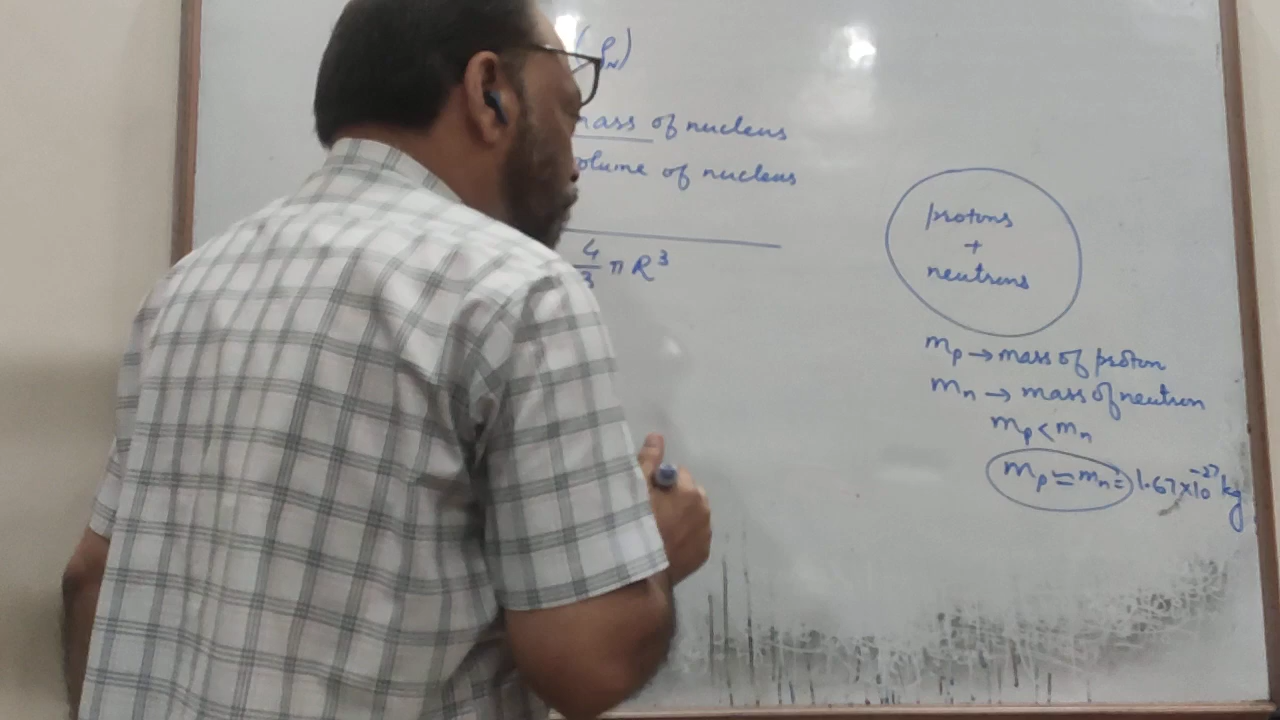 (ρN)
mass of nucleus
volume of nucleus
4/3 π R³
protons
+
neutrons
mp → mass of proton
mn → mass of neutron
mp < mn
mp ≃ mn = 1.67×10⁻²⁷ kg